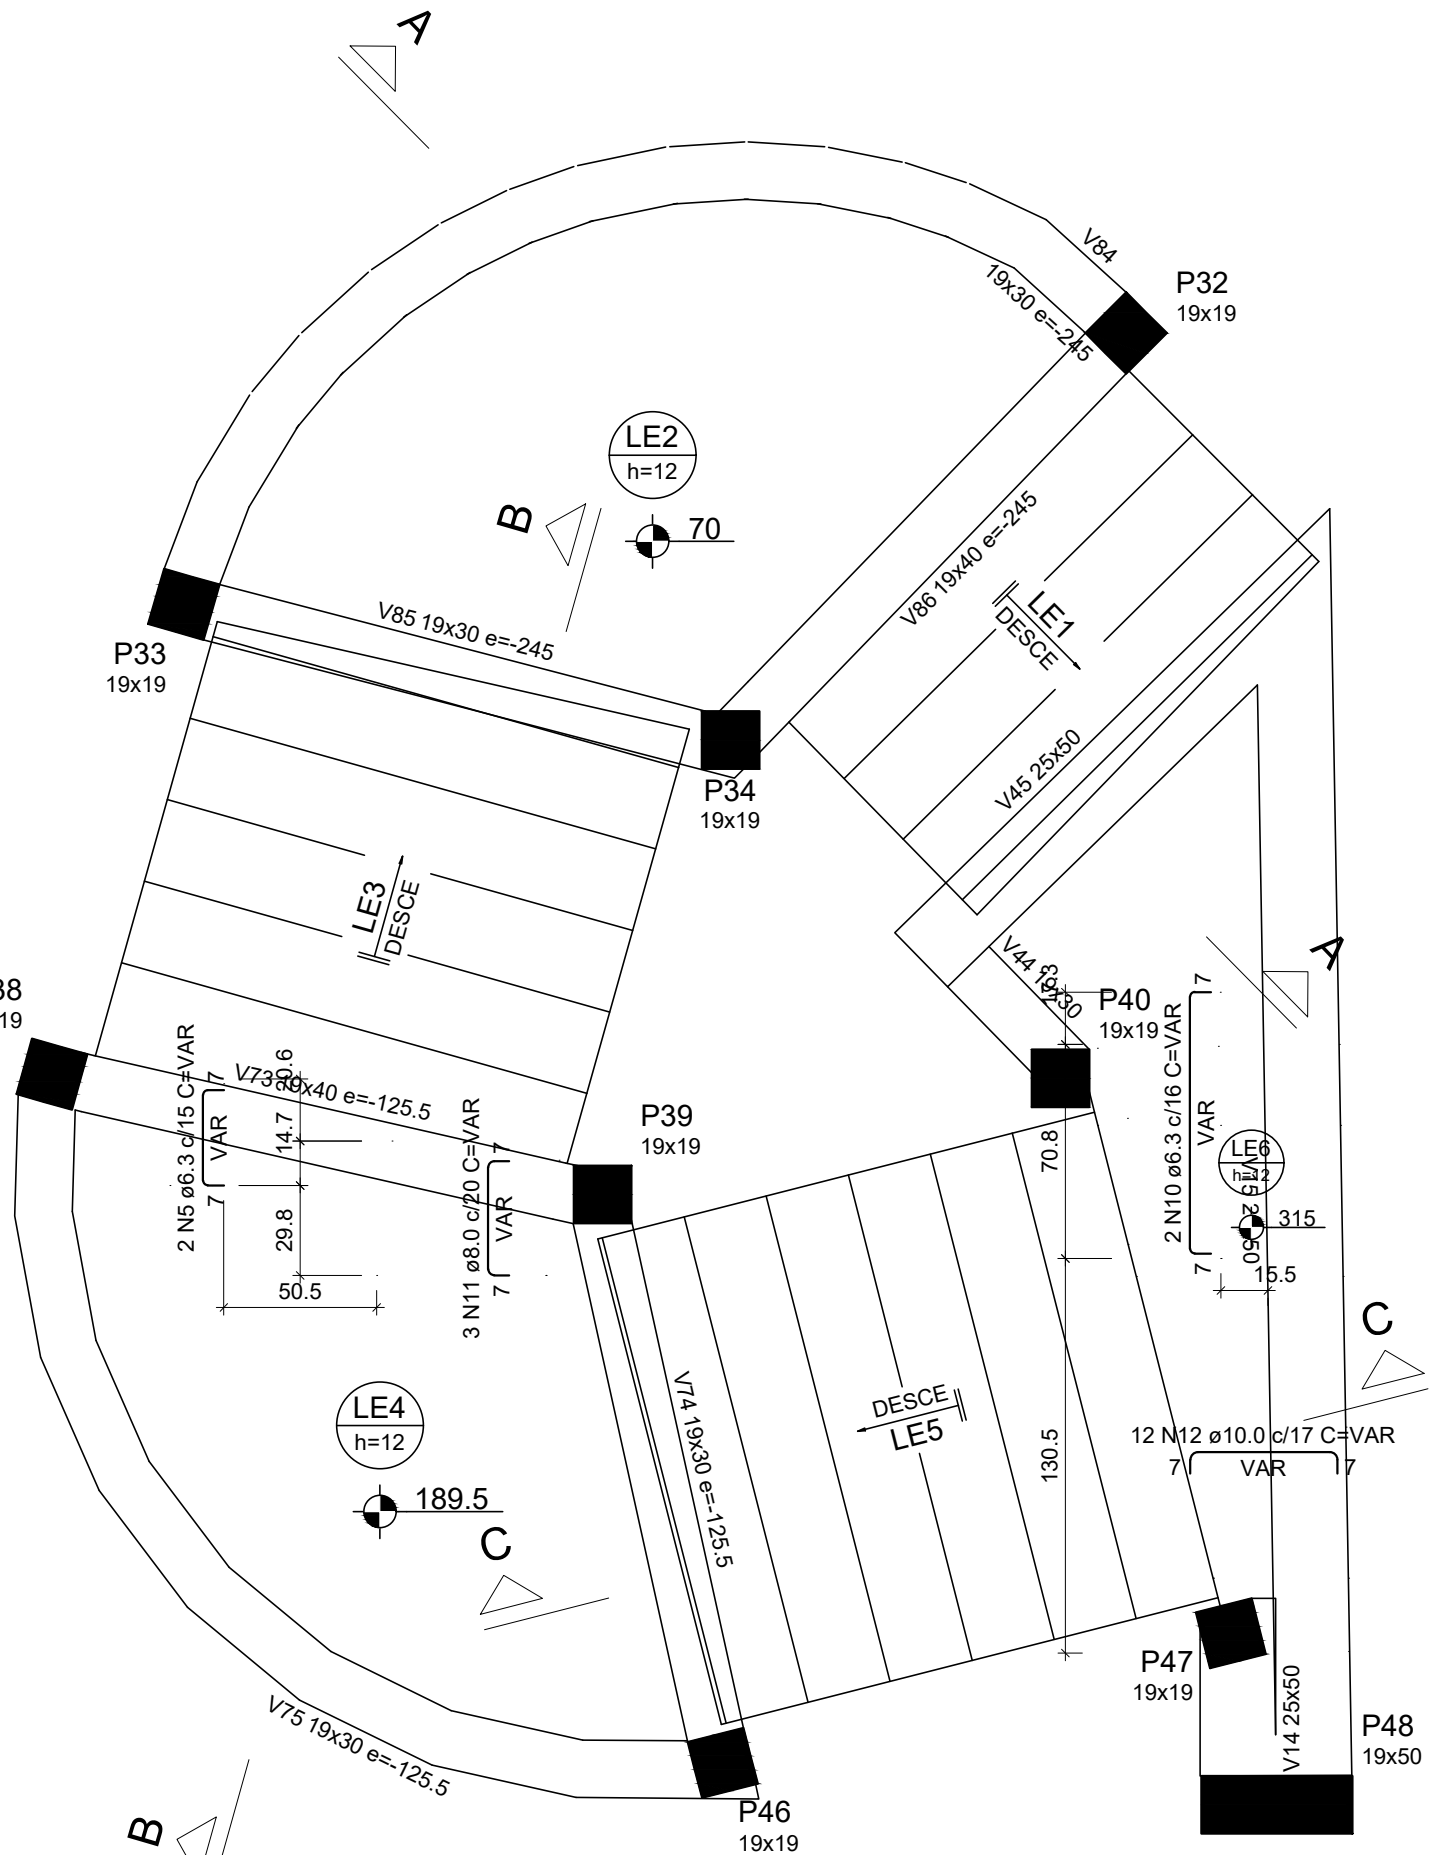 A
V84
P32
19x19
19x30 e=-245
LE2
h=12
B
70
V86 19x40 e=-245
LE1
DESCE
V85 19x30 e=-245
P33
19x19
P34
19x19
V45 25x50
LE3
DESCE
V44 19x30
A
P40
19x19
2 N10 ø6.3 c/16 C=VAR
VAR
7
7
38
19
2 N5 ø6.3 c/15 C=VAR
VAR
7
7
V73 19x40 e=-125.5
14.7
29.8
50.5
3 N11 ø8.0 c/20 C=VAR
VAR
7
7
P39
19x19
70.8
LE6
h=12
315
15.5
C
LE4
h=12
189.5
C
V74 19x30 e=-125.5
DESCE
LE5
130.5
12 N12 ø10.0 c/17 C=VAR
7
VAR
7
P47
19x19
V14 25x50
P48
19x50
V75 19x30 e=-125.5
P46
19x19
B